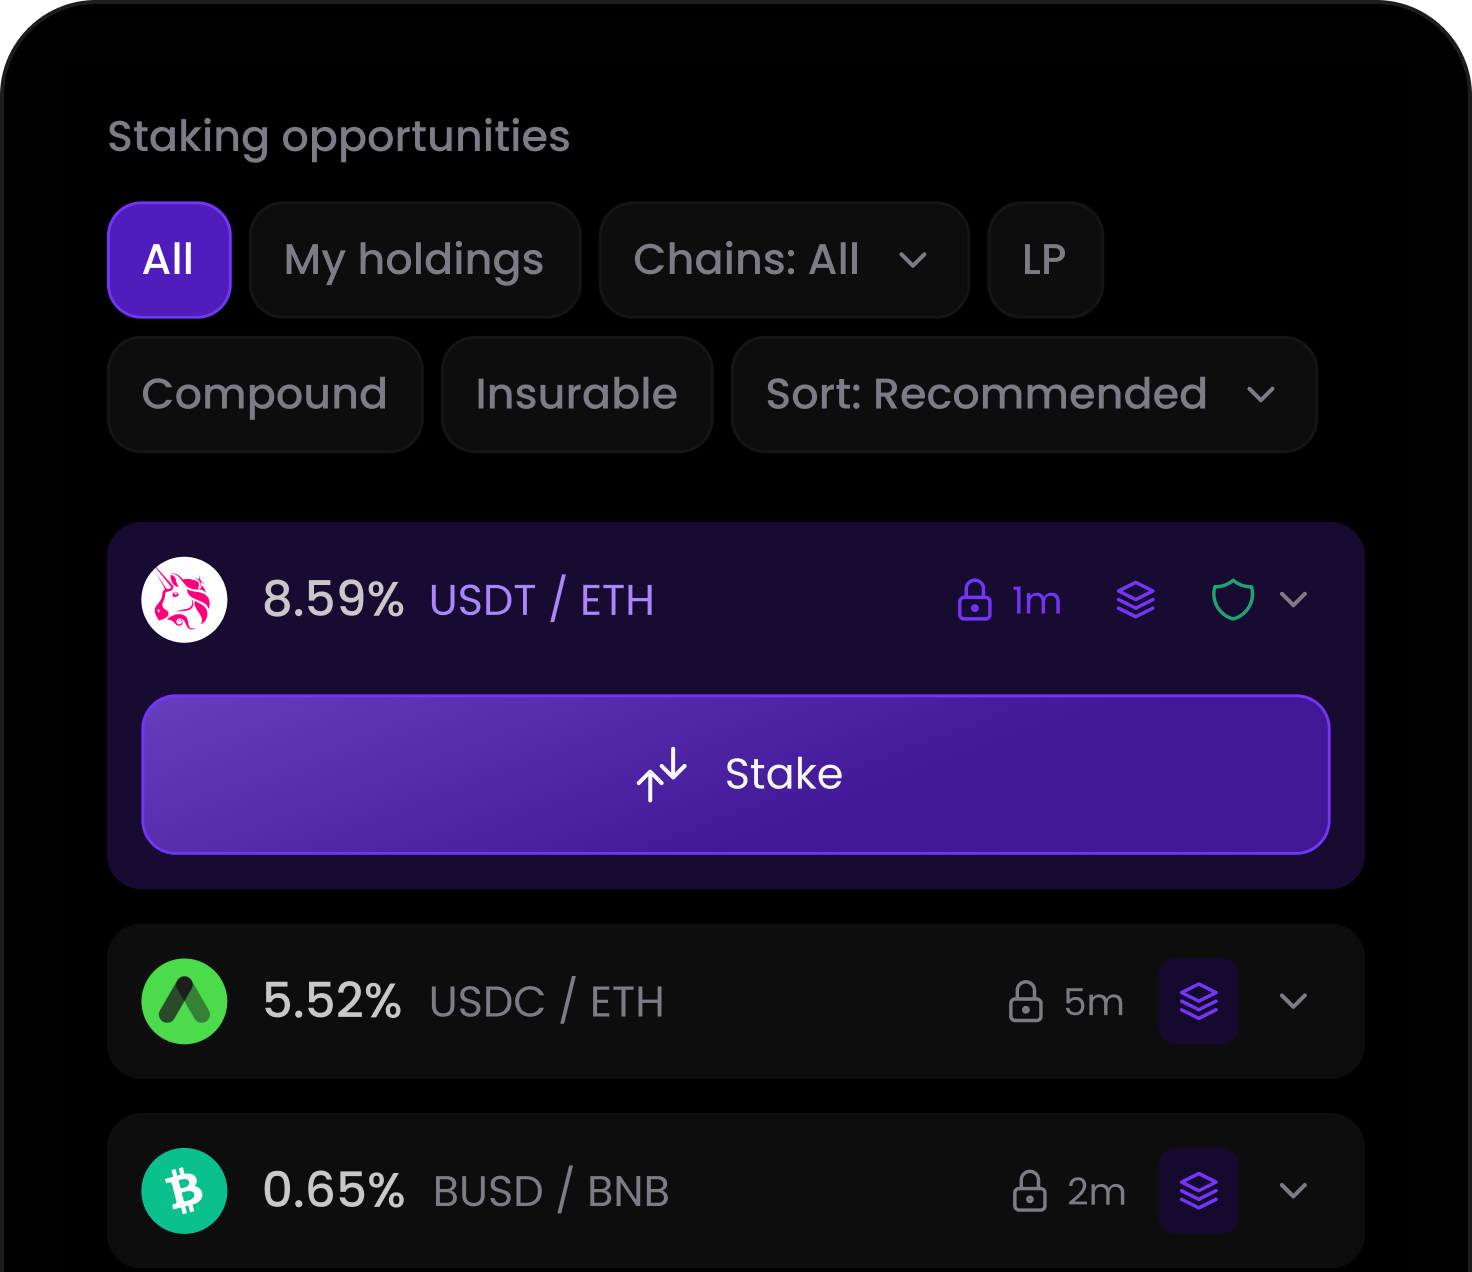 Staking opportunities
All My holdings Chains: All LP
Compound Insurable Sort: Recommended
8.59% USDT / ETH 1m
Stake
5.52% USDC / ETH 5m
0.65% BUSD / BNB 2m